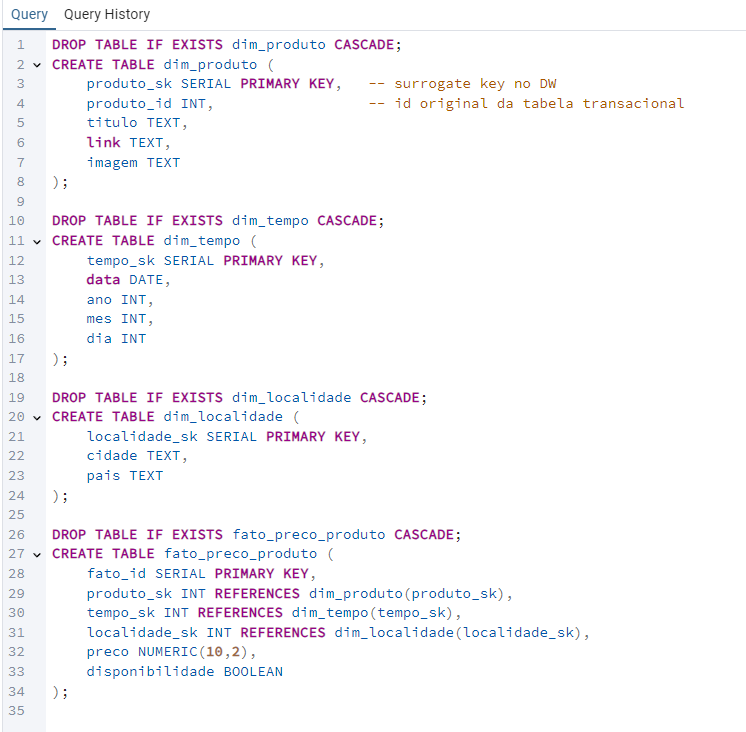 Query Query History
1 DROP TABLE IF EXISTS dim_produto CASCADE;
2 CREATE TABLE dim_produto (
3 produto_sk SERIAL PRIMARY KEY, -- surrogate key no DW
4 produto_id INT, -- id original da tabela transacional
5 titulo TEXT,
6 link TEXT,
7 imagem TEXT
8 );
9
10 DROP TABLE IF EXISTS dim_tempo CASCADE;
11 CREATE TABLE dim_tempo (
12 tempo_sk SERIAL PRIMARY KEY,
13 data DATE,
14 ano INT,
15 mes INT,
16 dia INT
17 );
18
19 DROP TABLE IF EXISTS dim_localidade CASCADE;
20 CREATE TABLE dim_localidade (
21 localidade_sk SERIAL PRIMARY KEY,
22 cidade TEXT,
23 pais TEXT
24 );
25
26 DROP TABLE IF EXISTS fato_preco_produto CASCADE;
27 CREATE TABLE fato_preco_produto (
28 fato_id SERIAL PRIMARY KEY,
29 produto_sk INT REFERENCES dim_produto(produto_sk),
30 tempo_sk INT REFERENCES dim_tempo(tempo_sk),
31 localidade_sk INT REFERENCES dim_localidade(localidade_sk),
32 preco NUMERIC(10,2),
33 disponibilidade BOOLEAN
34 );
35